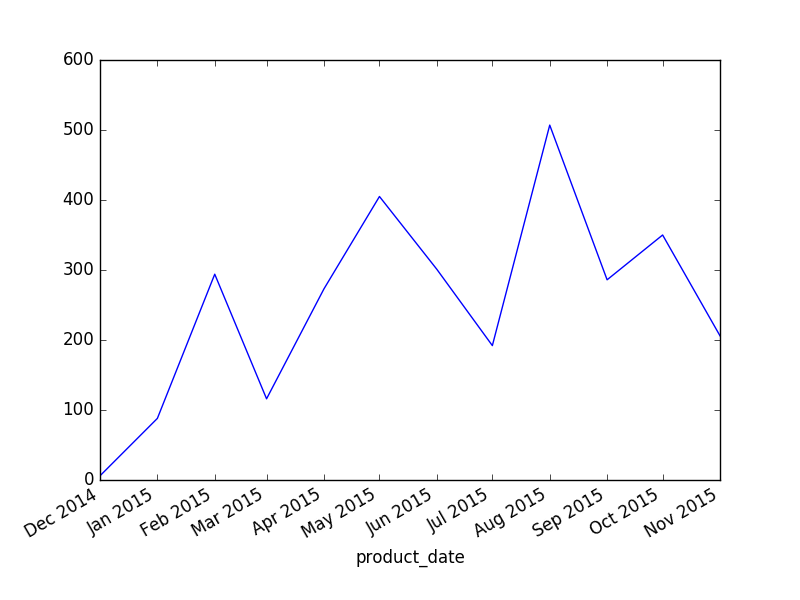 600
500
400
300
200
100
0
Dec 2014
Jan 2015
Feb 2015
Mar 2015
Apr 2015
May 2015
Jun 2015
Jul 2015
Aug 2015
Sep 2015
Oct 2015
Nov 2015
product_date